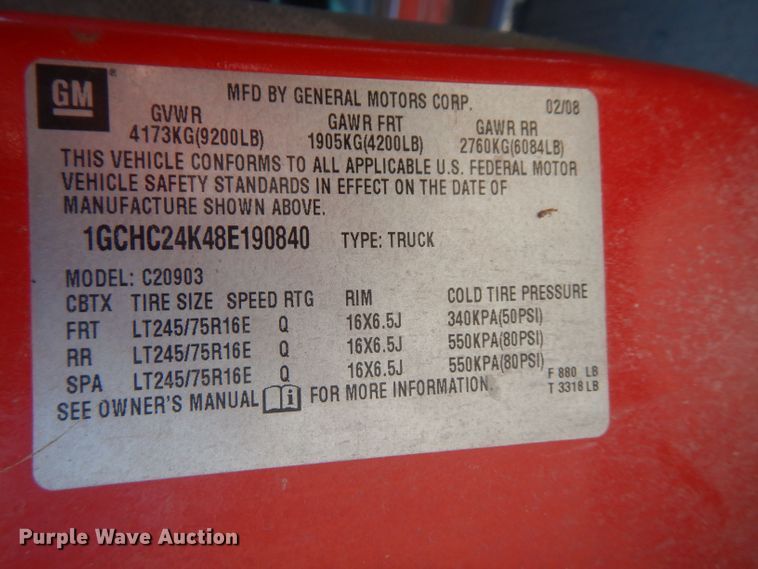 GM ® MFD BY GENERAL MOTORS CORP. 02/08
GVWR GAWR FRT GAWR RR
4173KG(9200LB) 1905KG(4200LB) 2760KG(6084LB)
THIS VEHICLE CONFORMS TO ALL APPLICABLE U.S. FEDERAL MOTOR
VEHICLE SAFETY STANDARDS IN EFFECT ON THE DATE OF
MANUFACTURE SHOWN ABOVE.
1GCHC24K48E190840 TYPE: TRUCK
MODEL: C20903
CBTX TIRE SIZE SPEED RTG RIM COLD TIRE PRESSURE
FRT LT245/75R16E Q 16X6.5J 340KPA(50PSI)
RR LT245/75R16E Q 16X6.5J 550KPA(80PSI)
SPA LT245/75R16E Q 16X6.5J 550KPA(80PSI)
F 880 LB
T 3318 LB
SEE OWNER'S MANUAL i FOR MORE INFORMATION.
Purple Wave Auction